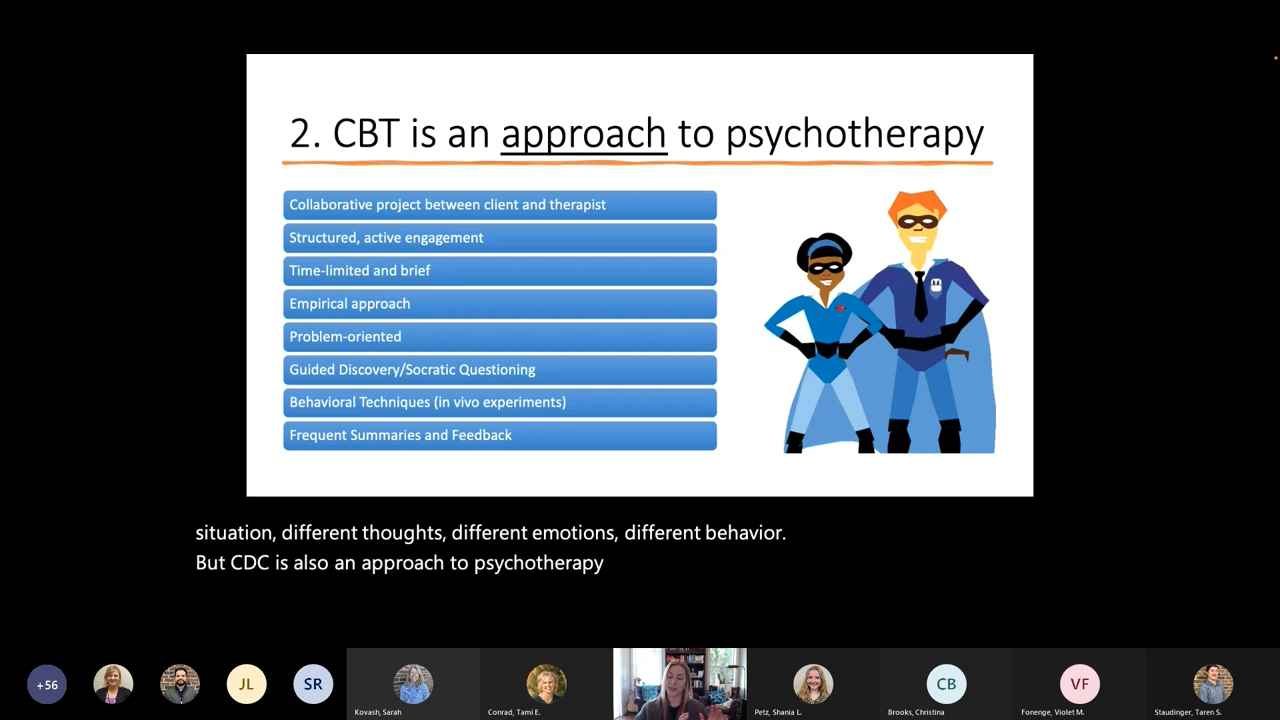 2. CBT is an approach to psychotherapy
Collaborative project between client and therapist
Structured, active engagement
Time-limited and brief
Empirical approach
Problem-oriented
Guided Discovery/Socratic Questioning
Behavioral Techniques (in vivo experiments)
Frequent Summaries and Feedback
situation, different thoughts, different emotions, different behavior.
But CDC is also an approach to psychotherapy
+56
JL
SR
CB
VF
Kovash, Sarah
Conrad, Tami E.
Petz, Shania L.
Brooks, Christina
Fonenge, Violet M.
Staudinger, Taren S.